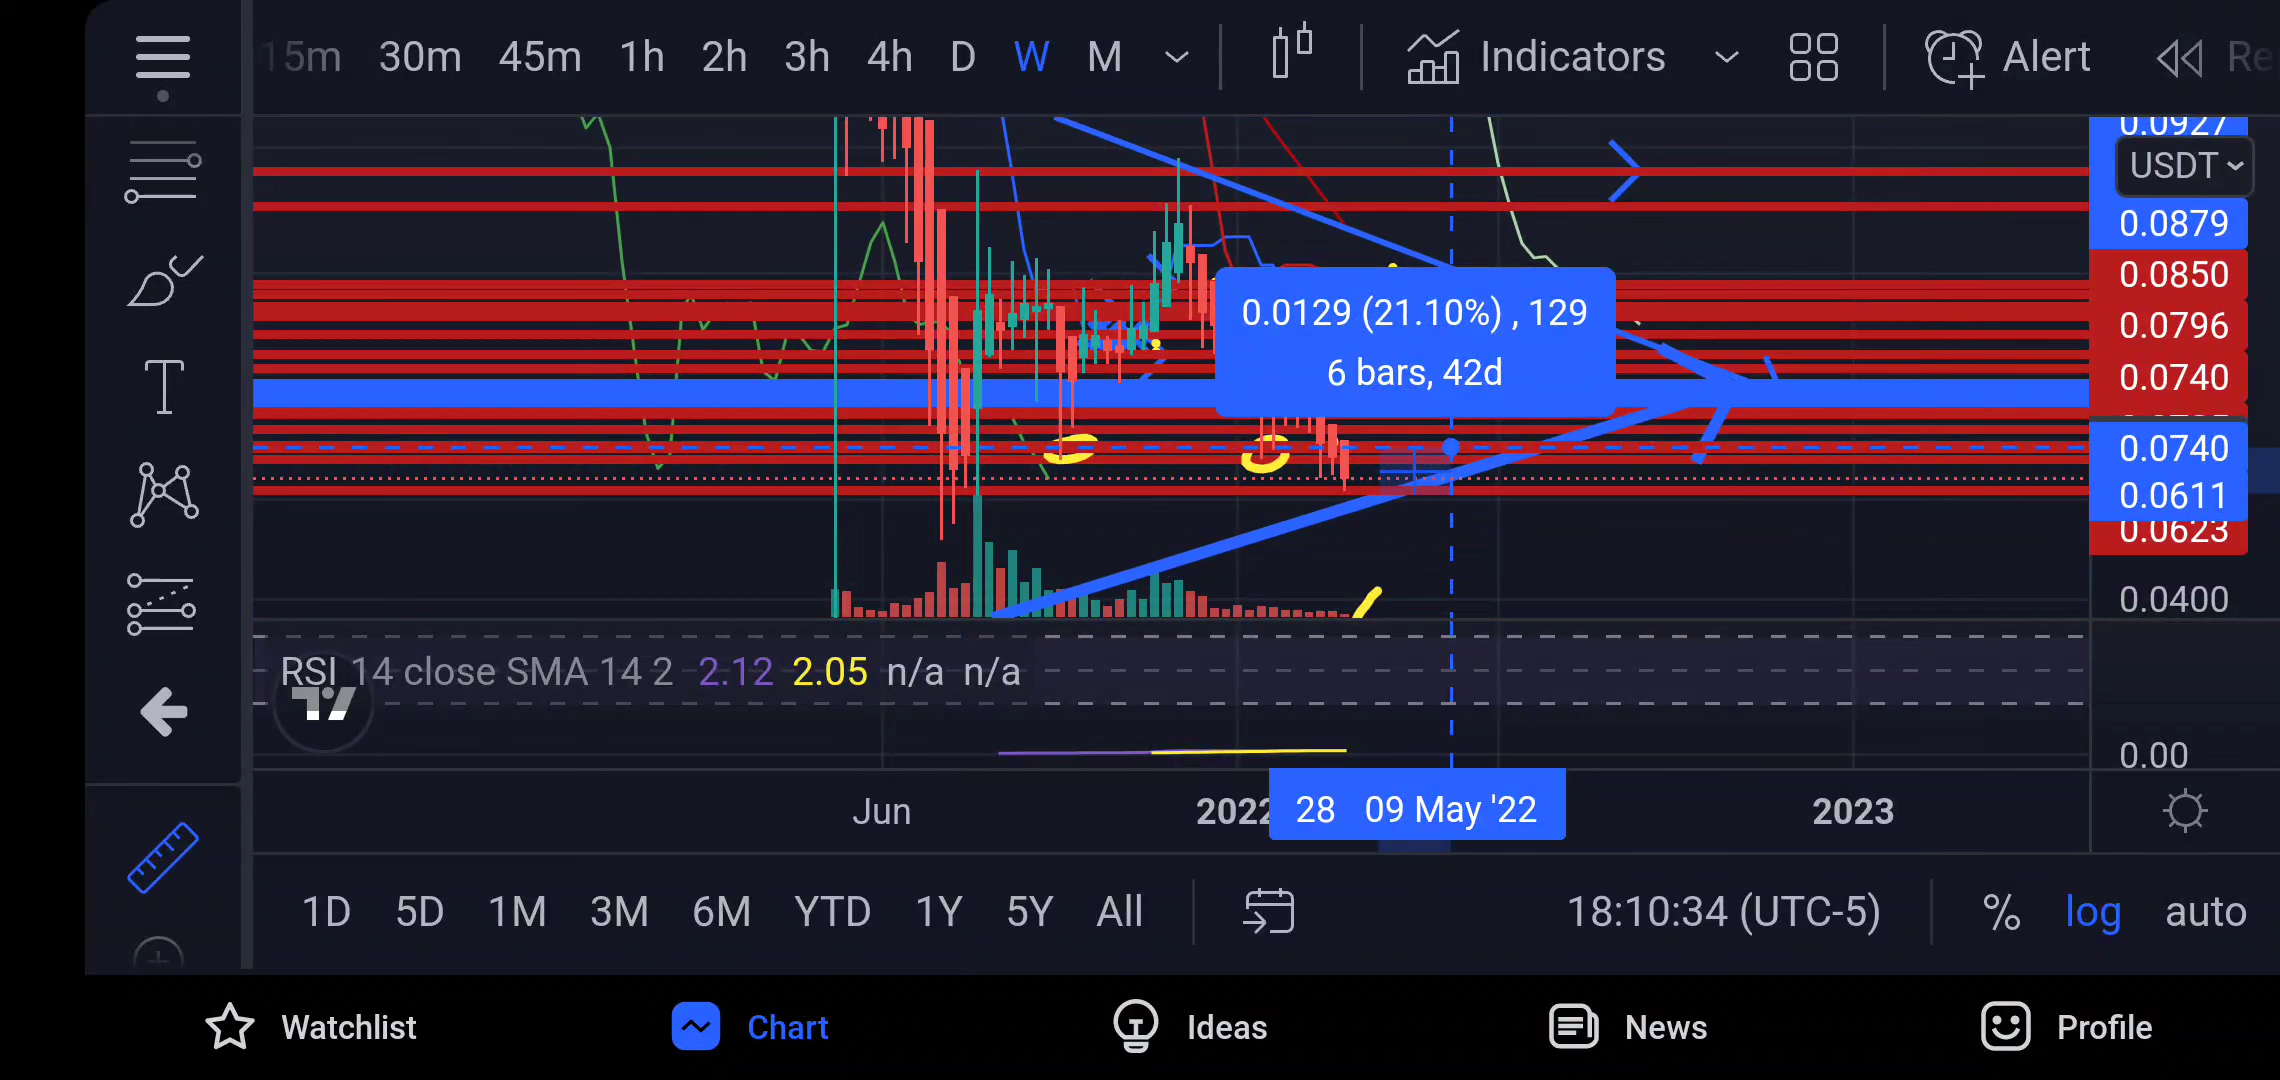 15m 30m 45m 1h 2h 3h 4h D W M Indicators Alert Re
0.0927
USDT
0.0879
0.0850
0.0796
0.0740
0.0740
0.0611
0.0623
0.0400
0.0129 (21.10%) , 129
6 bars, 42d
RSI 14 close SMA 14 2 2.12 2.05 n/a n/a
0.00
Jun 2022 28 09 May '22 2023
1D 5D 1M 3M 6M YTD 1Y 5Y All 18:10:34 (UTC-5) % log auto
Watchlist Chart Ideas News Profile